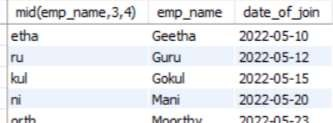 mid(emp_name,3,4) emp_name date_of_join
etha Geetha 2022-05-10
ru Guru 2022-05-12
kul Gokul 2022-05-15
ni Mani 2022-05-20
orth Moorthy 2022-05-23